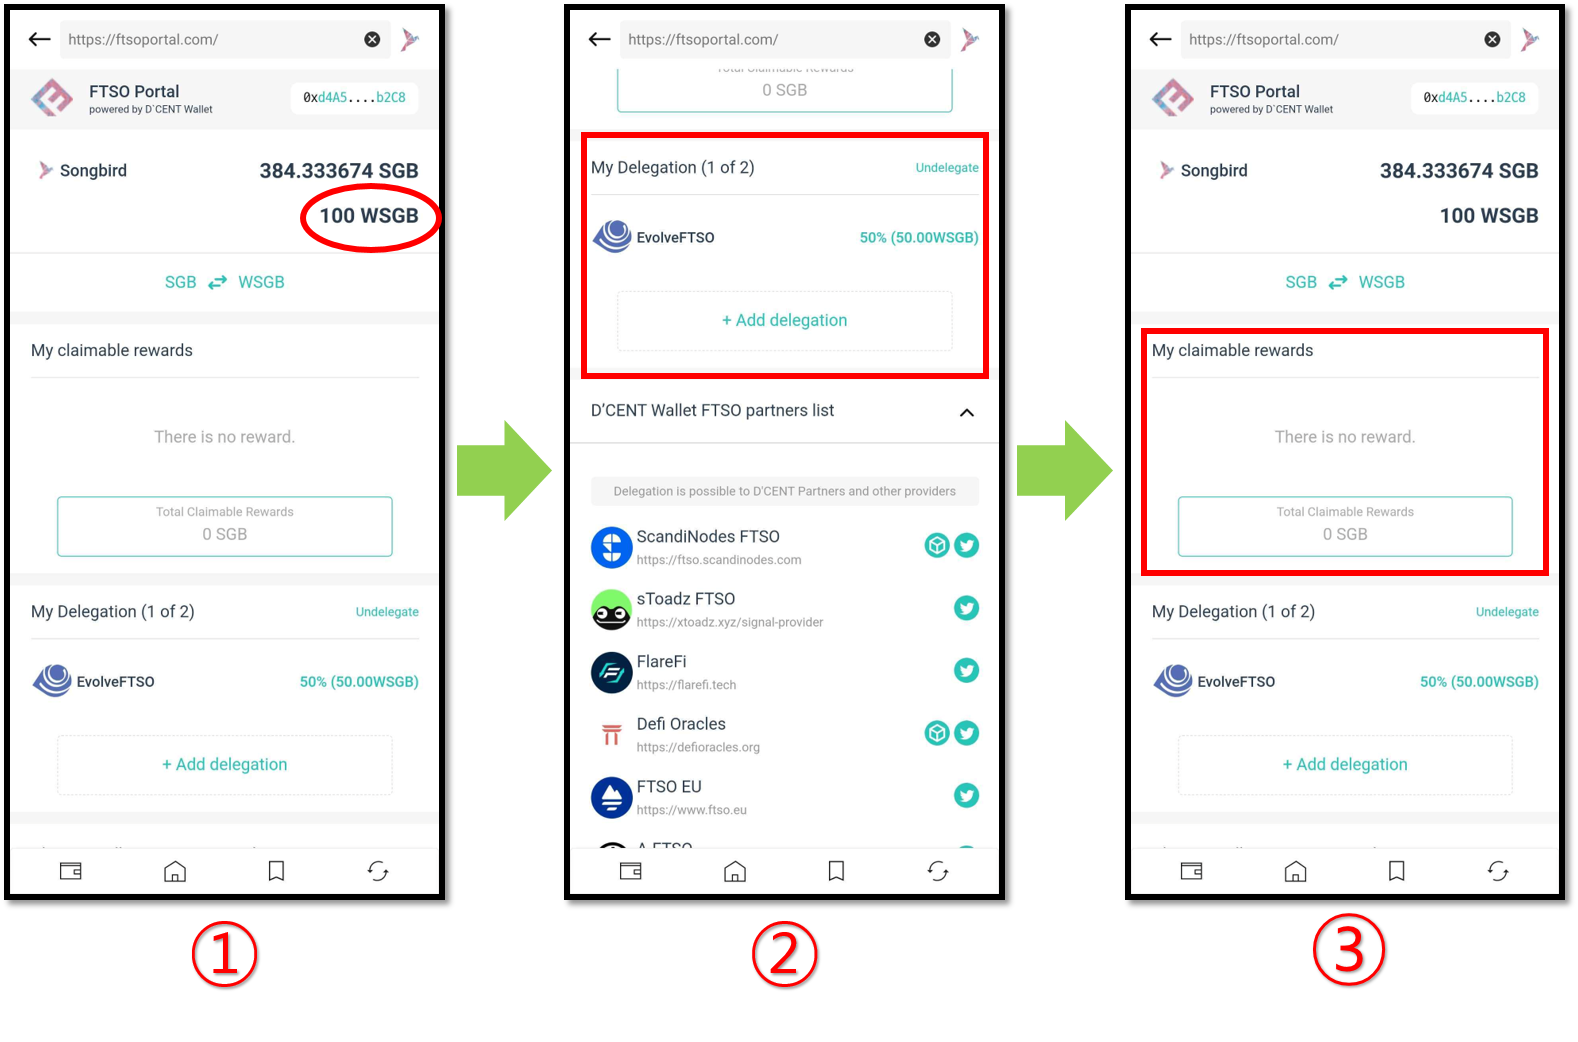 https://ftsoportal.com/
FTSO Portal
powered by D`CENT Wallet
0xd4A5....b2C8
Songbird
384.333674 SGB
100 WSGB
SGB
WSGB
My claimable rewards
There is no reward.
Total Claimable Rewards
0 SGB
My Delegation (1 of 2)
Undelegate
EvolveFTSO
50% (50.00WSGB)
+ Add delegation
1
https://ftsoportal.com/
Total Claimable Rewards
0 SGB
My Delegation (1 of 2)
Undelegate
EvolveFTSO
50% (50.00WSGB)
+ Add delegation
D'CENT Wallet FTSO partners list
Delegation is possible to D'CENT Partners and other providers
ScandiNodes FTSO
https://ftso.scandinodes.com
sToadz FTSO
https://xtoadz.xyz/signal-provider
FlareFi
https://flarefi.tech
Defi Oracles
https://defioracles.org
FTSO EU
https://www.ftso.eu
A-FTSO
2
https://ftsoportal.com/
FTSO Portal
powered by D`CENT Wallet
0xd4A5....b2C8
Songbird
384.333674 SGB
100 WSGB
SGB
WSGB
My claimable rewards
There is no reward.
Total Claimable Rewards
0 SGB
My Delegation (1 of 2)
Undelegate
EvolveFTSO
50% (50.00WSGB)
+ Add delegation
3